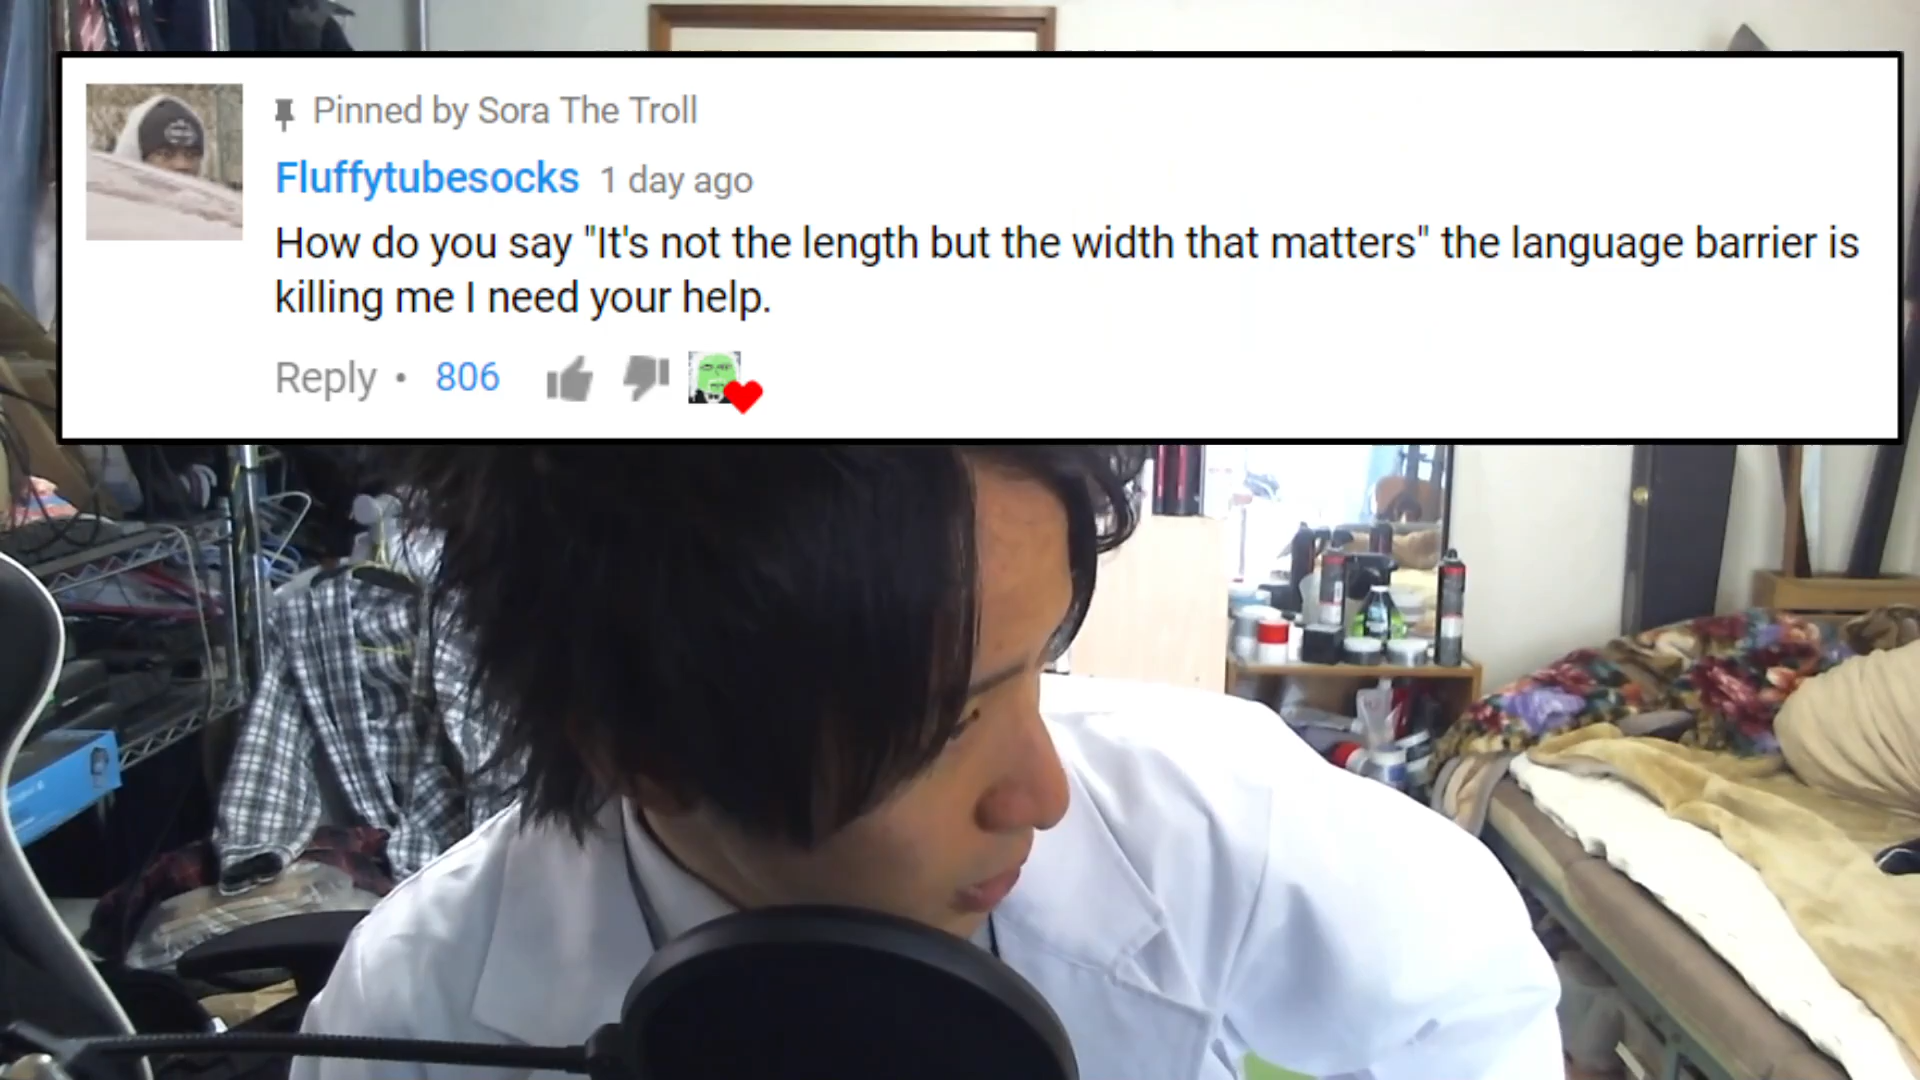 Pinned by Sora The Troll
Fluffytubesocks 1 day ago
How do you say "It's not the length but the width that matters" the language barrier is
killing me I need your help.
Reply • 806